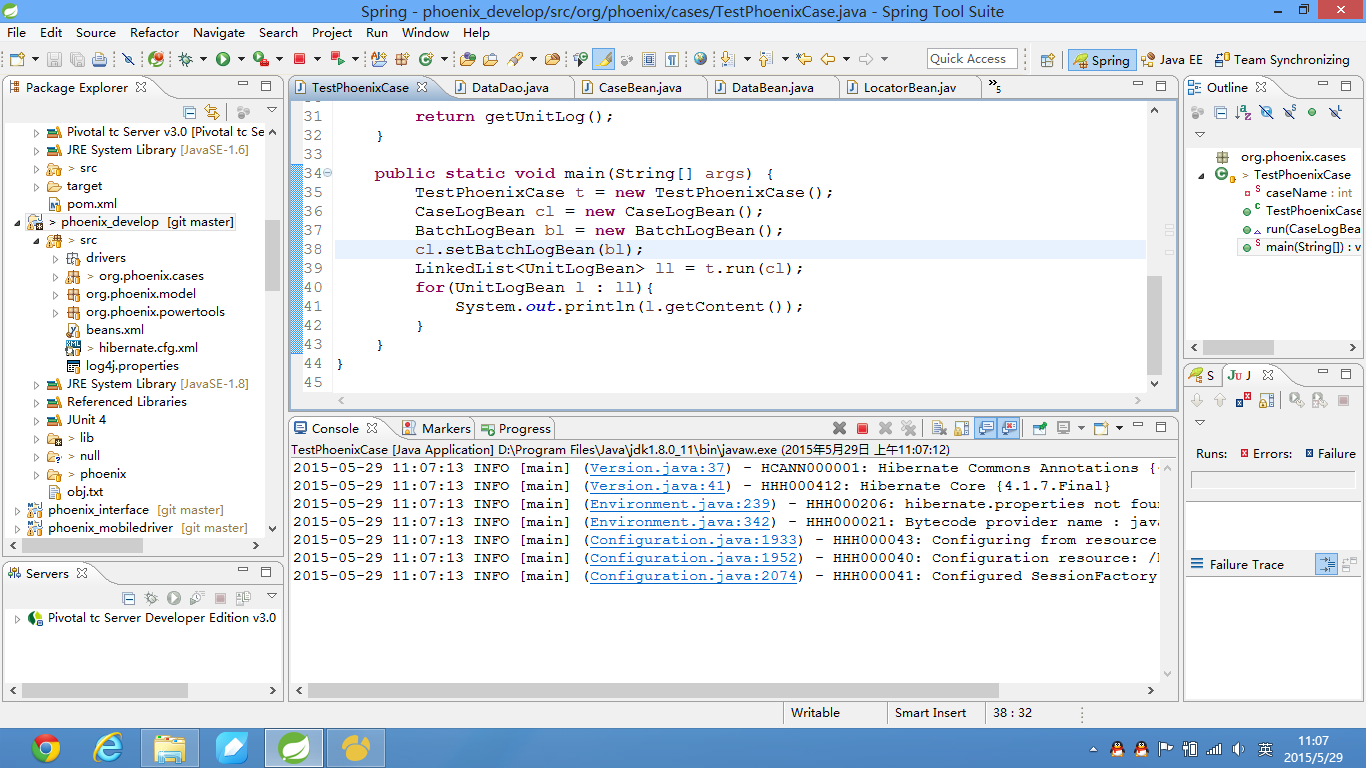 Spring - phoenix_develop/src/org/phoenix/cases/TestPhoenixCase.java - Spring Tool Suite
File Edit Source Refactor Navigate Search Project Run Window Help
Quick Access
Spring
Java EE
Team Synchronizing
Package Explorer
Pivotal tc Server v3.0 [Pivotal tc Se
JRE System Library [JavaSE-1.6]
> src
target
pom.xml
> phoenix_develop [git master]
> src
drivers
> org.phoenix.cases
org.phoenix.model
org.phoenix.powertools
beans.xml
> hibernate.cfg.xml
log4j.properties
JRE System Library [JavaSE-1.8]
Referenced Libraries
JUnit 4
> lib
> null
> phoenix
obj.txt
phoenix_interface [git master]
phoenix_mobiledriver [git master]
Servers
Pivotal tc Server Developer Edition v3.0
TestPhoenixCase DataDao.java CaseBean.java DataBean.java LocatorBean.jav »5
31 return getUnitLog();
32 }
33
34 public static void main(String[] args) {
35 TestPhoenixCase t = new TestPhoenixCase();
36 CaseLogBean cl = new CaseLogBean();
37 BatchLogBean bl = new BatchLogBean();
38 cl.setBatchLogBean(bl);
39 LinkedList<UnitLogBean> ll = t.run(cl);
40 for(UnitLogBean l : ll){
41 System.out.println(l.getContent());
42 }
43 }
44 }
45
Console Markers Progress
TestPhoenixCase [Java Application] D:\Program Files\Java\jdk1.8.0_11\bin\javaw.exe (2015年5月29日 上午11:07:12)
2015-05-29 11:07:13 INFO [main] (Version.java:37) - HCANN000001: Hibernate Commons Annotations {
2015-05-29 11:07:13 INFO [main] (Version.java:41) - HHH000412: Hibernate Core {4.1.7.Final}
2015-05-29 11:07:13 INFO [main] (Environment.java:239) - HHH000206: hibernate.properties not foun
2015-05-29 11:07:13 INFO [main] (Environment.java:342) - HHH000021: Bytecode provider name : java
2015-05-29 11:07:13 INFO [main] (Configuration.java:1933) - HHH000043: Configuring from resource
2015-05-29 11:07:13 INFO [main] (Configuration.java:1952) - HHH000040: Configuration resource: /h
2015-05-29 11:07:13 INFO [main] (Configuration.java:2074) - HHH000041: Configured SessionFactory
Outline
org.phoenix.cases
> TestPhoenixCase
caseName : int
TestPhoenixCase
run(CaseLogBea
main(String[]) : v
S
JU J
Runs: Errors: Failure
Failure Trace
Writable
Smart Insert
38 : 32
英
11:07
2015/5/29